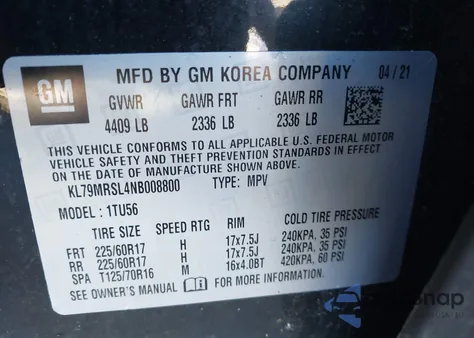 GM
MFD BY GM KOREA COMPANY 04/21
GVWR GAWR FRT GAWR RR
4409 LB 2336 LB 2336 LB
THIS VEHICLE CONFORMS TO ALL APPLICABLE U.S. FEDERAL MOTOR
VEHICLE SAFETY AND THEFT PREVENTION STANDARDS IN EFFECT
ON THE DATE OF MANUFACTURE SHOWN ABOVE.
KL79MRSL4NB008800 TYPE: MPV
MODEL: 1TU56
TIRE SIZE SPEED RTG RIM COLD TIRE PRESSURE
FRT 225/60R17 H 17x7.5J 240KPA, 35 PSI
RR 225/60R17 H 17x7.5J 240KPA, 35 PSI
SPA T125/70R16 M 16x4.0BT 420KPA, 60 PSI
SEE OWNER'S MANUAL FOR MORE INFORMATION.